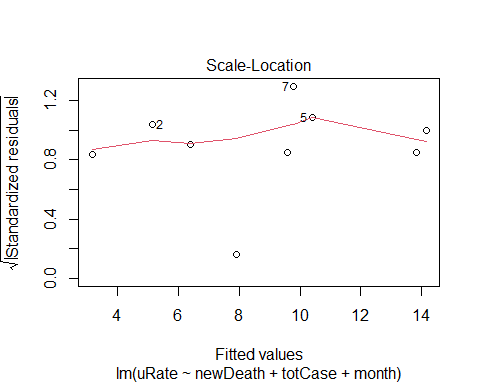 Scale-Location
√|Standardized residuals|
0.0 0.4 0.8 1.2
7
2
5
4 6 8 10 12 14
Fitted values
lm(uRate ~ newDeath + totCase + month)